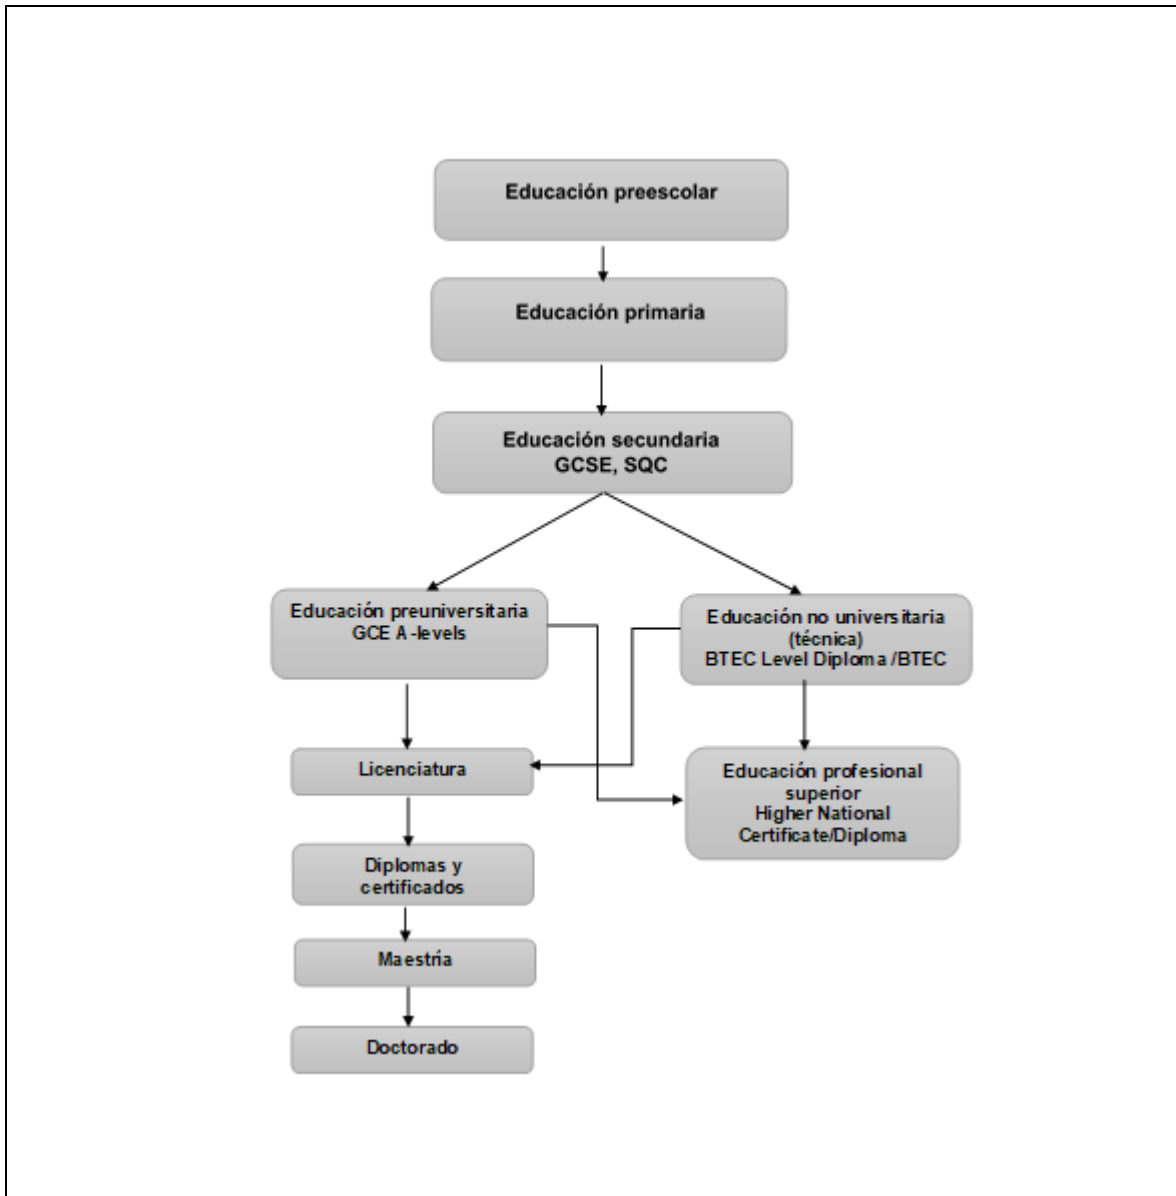 Educación preescolar
Educación primaria
Educación secundaria
GCSE, SQC
Educación preuniversitaria
GCE A-levels
Educación no universitaria
(técnica)
BTEC Level Diploma /BTEC
Licenciatura
Educación profesional
superior
Higher National
Certificate/Diploma
Diplomas y
certificados
Maestría
Doctorado